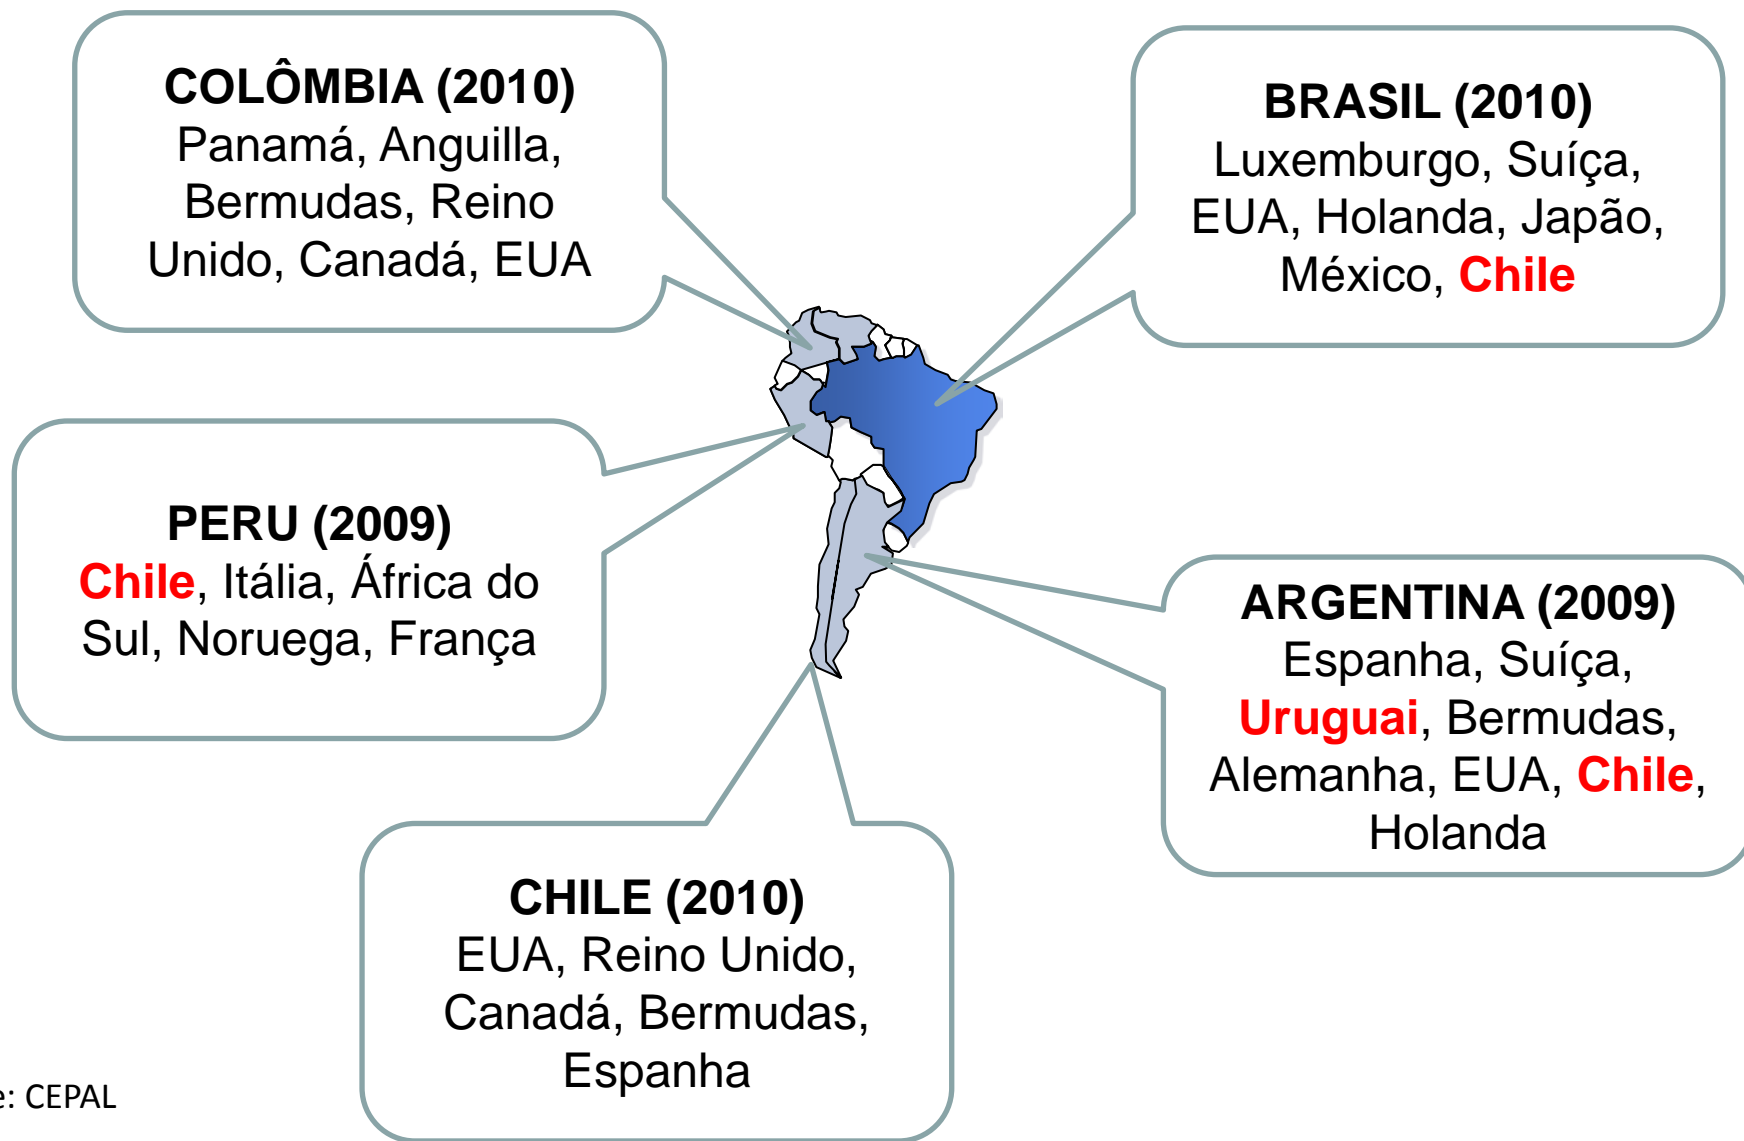 COLÔMBIA (2010)
Panamá, Anguilla,
Bermudas, Reino
Unido, Canadá, EUA
BRASIL (2010)
Luxemburgo, Suíça,
EUA, Holanda, Japão,
México, Chile
PERU (2009)
Chile, Itália, África do
Sul, Noruega, França
ARGENTINA (2009)
Espanha, Suíça,
Uruguai, Bermudas,
Alemanha, EUA, Chile,
Holanda
CHILE (2010)
EUA, Reino Unido,
Canadá, Bermudas,
Espanha
e: CEPAL